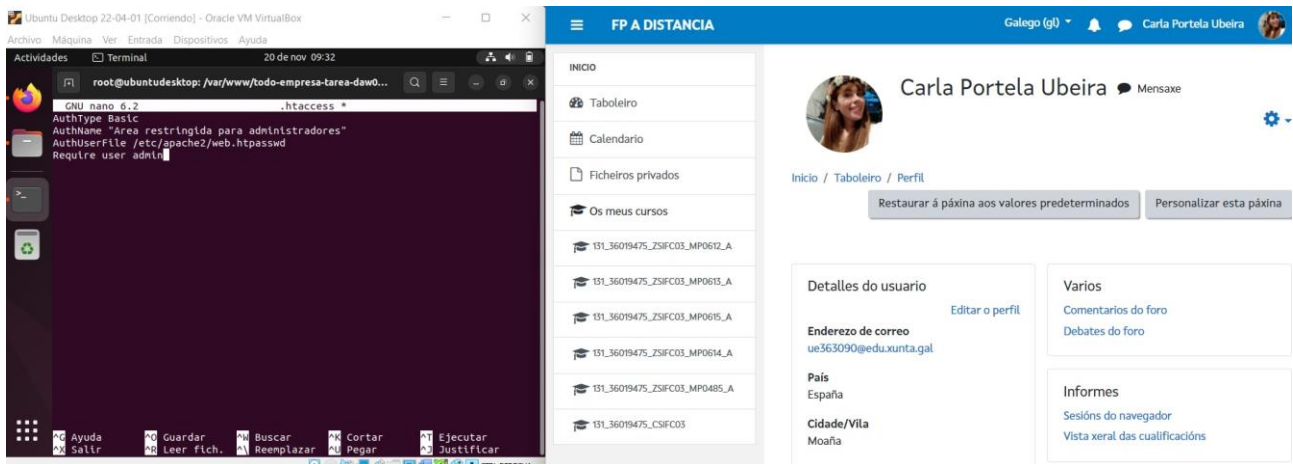 Ubuntu Desktop 22-04-01 [Corriendo] - Oracle VM VirtualBox
Archivo Máquina Ver Entrada Dispositivos Ayuda
Actividades Terminal 20 de nov 09:32
root@ubuntudesktop: /var/www/todo-empresa-tarea-daw0...
GNU nano 6.2 .htaccess *
AuthType Basic
AuthName "Area restringida para administradores"
AuthUserFile /etc/apache2/web.htpasswd
Require user admin
^G Ayuda ^O Guardar ^W Buscar ^K Cortar ^T Ejecutar
^X Salir ^R Leer fich. ^\ Reemplazar ^U Pegar ^J Justificar
FP A DISTANCIA
Galego (gl) Carla Portela Ubeira
INICIO
Taboleiro
Calendario
Ficheiros privados
Os meus cursos
131_36019475_ZSIFC03_MP0612_A
131_36019475_ZSIFC03_MP0613_A
131_36019475_ZSIFC03_MP0615_A
131_36019475_ZSIFC03_MP0614_A
131_36019475_ZSIFC03_MP0485_A
131_36019475_CSIFC03
Carla Portela Ubeira Mensaxe
Inicio / Taboleiro / Perfil
Restaurar á páxina aos valores predeterminados
Personalizar esta páxina
Detalles do usuario
Editar o perfil
Enderezo de correo
ue363090@edu.xunta.gal
País
España
Cidade/Vila
Moaña
Varios
Comentarios do foro
Debates do foro
Informes
Sesións do navegador
Vista xeral das cualificacións